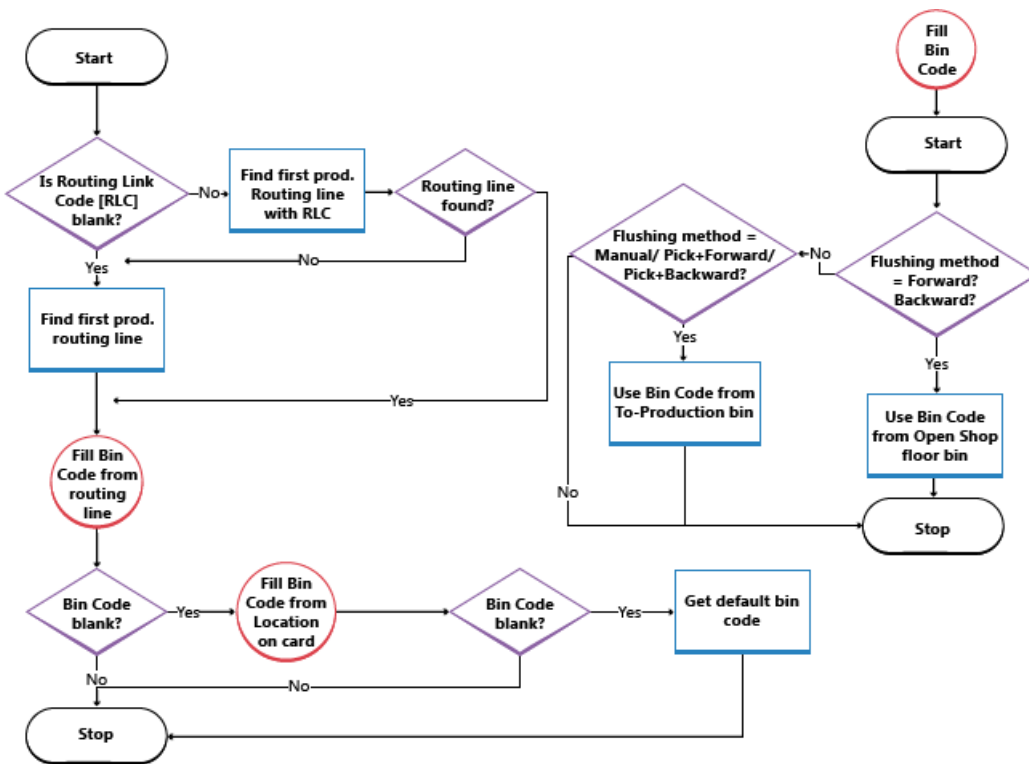 Start
Is Routing Link
Code [RLC]
blank?
No
Find first prod.
Routing line
with RLC
Routing line
found?
No
Yes
Find first prod.
routing line
Yes
Fill Bin
Code from
routing
line
Bin Code
blank?
Yes
Fill Bin
Code from
Location
on card
Bin Code
blank?
Yes
Get default bin
code
No
No
Stop
Fill
Bin
Code
Start
Flushing method
= Forward?
Backward?
No
Flushing method =
Manual/ Pick+Forward/
Pick+Backward?
Yes
Yes
Use Bin Code from
To-Production bin
Use Bin Code
from Open Shop
floor bin
No
Stop